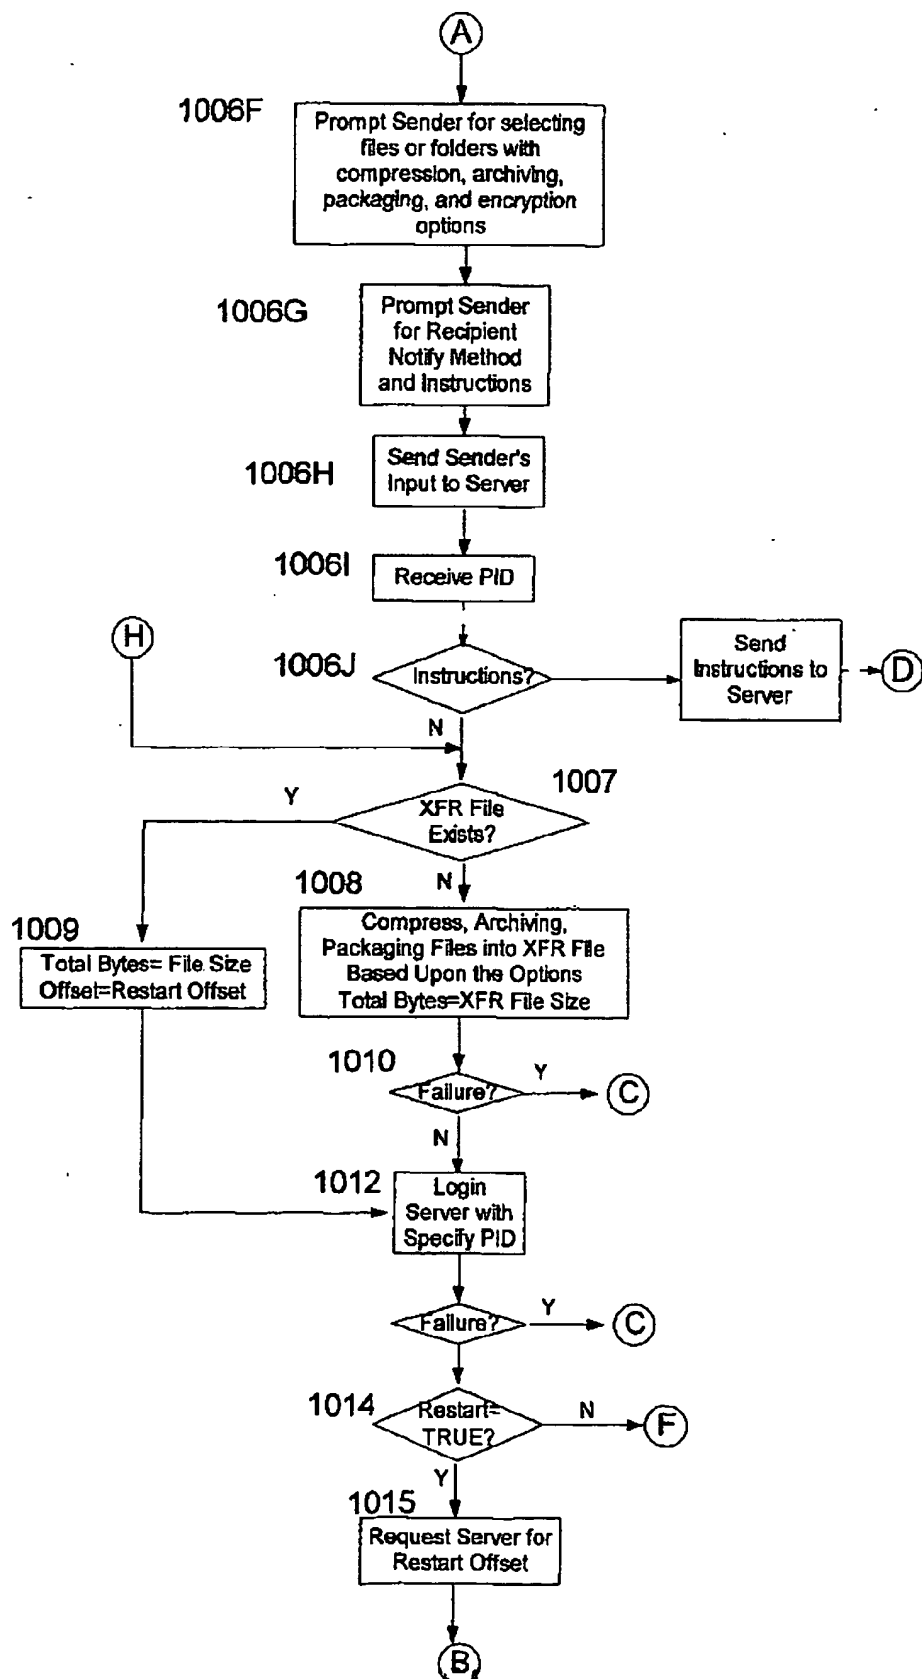 A
1006F
Prompt Sender for selecting
files or folders with
compression, archiving,
packaging, and encryption
options
1006G
Prompt Sender
for Recipient
Notify Method
and Instructions
1006H
Send Sender's
Input to Server
1006I
Receive PID
H
1006J
Instructions?
Send
Instructions to
Server
D
N
1007
Y
XFR File
Exists?
N
1008
Compress, Archiving,
Packaging Files into XFR File
Based Upon the Options
Total Bytes=XFR File Size
1009
Total Bytes= File Size
Offset=Restart Offset
1010
Failure?
Y
C
N
1012
Login
Server with
Specify PID
Failure?
Y
C
1014
Restart=
TRUE?
N
F
Y
1015
Request Server for
Restart Offset
B